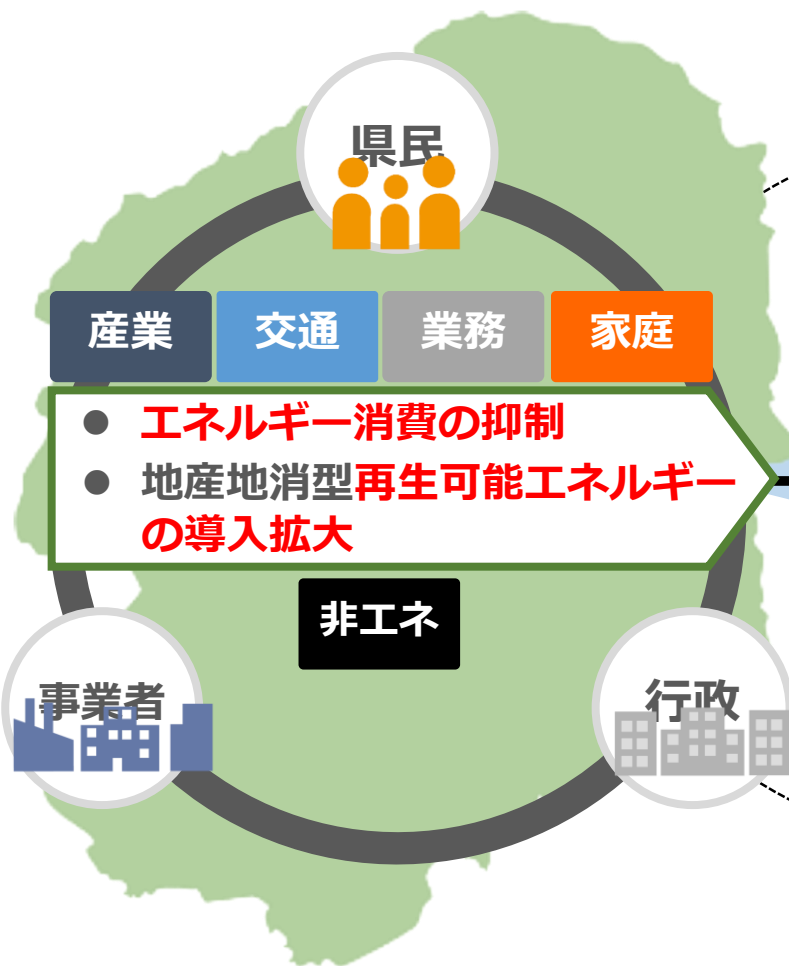 県民
産業
交通
業務
家庭
● エネルギー消費の抑制
● 地産地消型再生可能エネルギー
の導入拡大
非エネ
事業者
行政